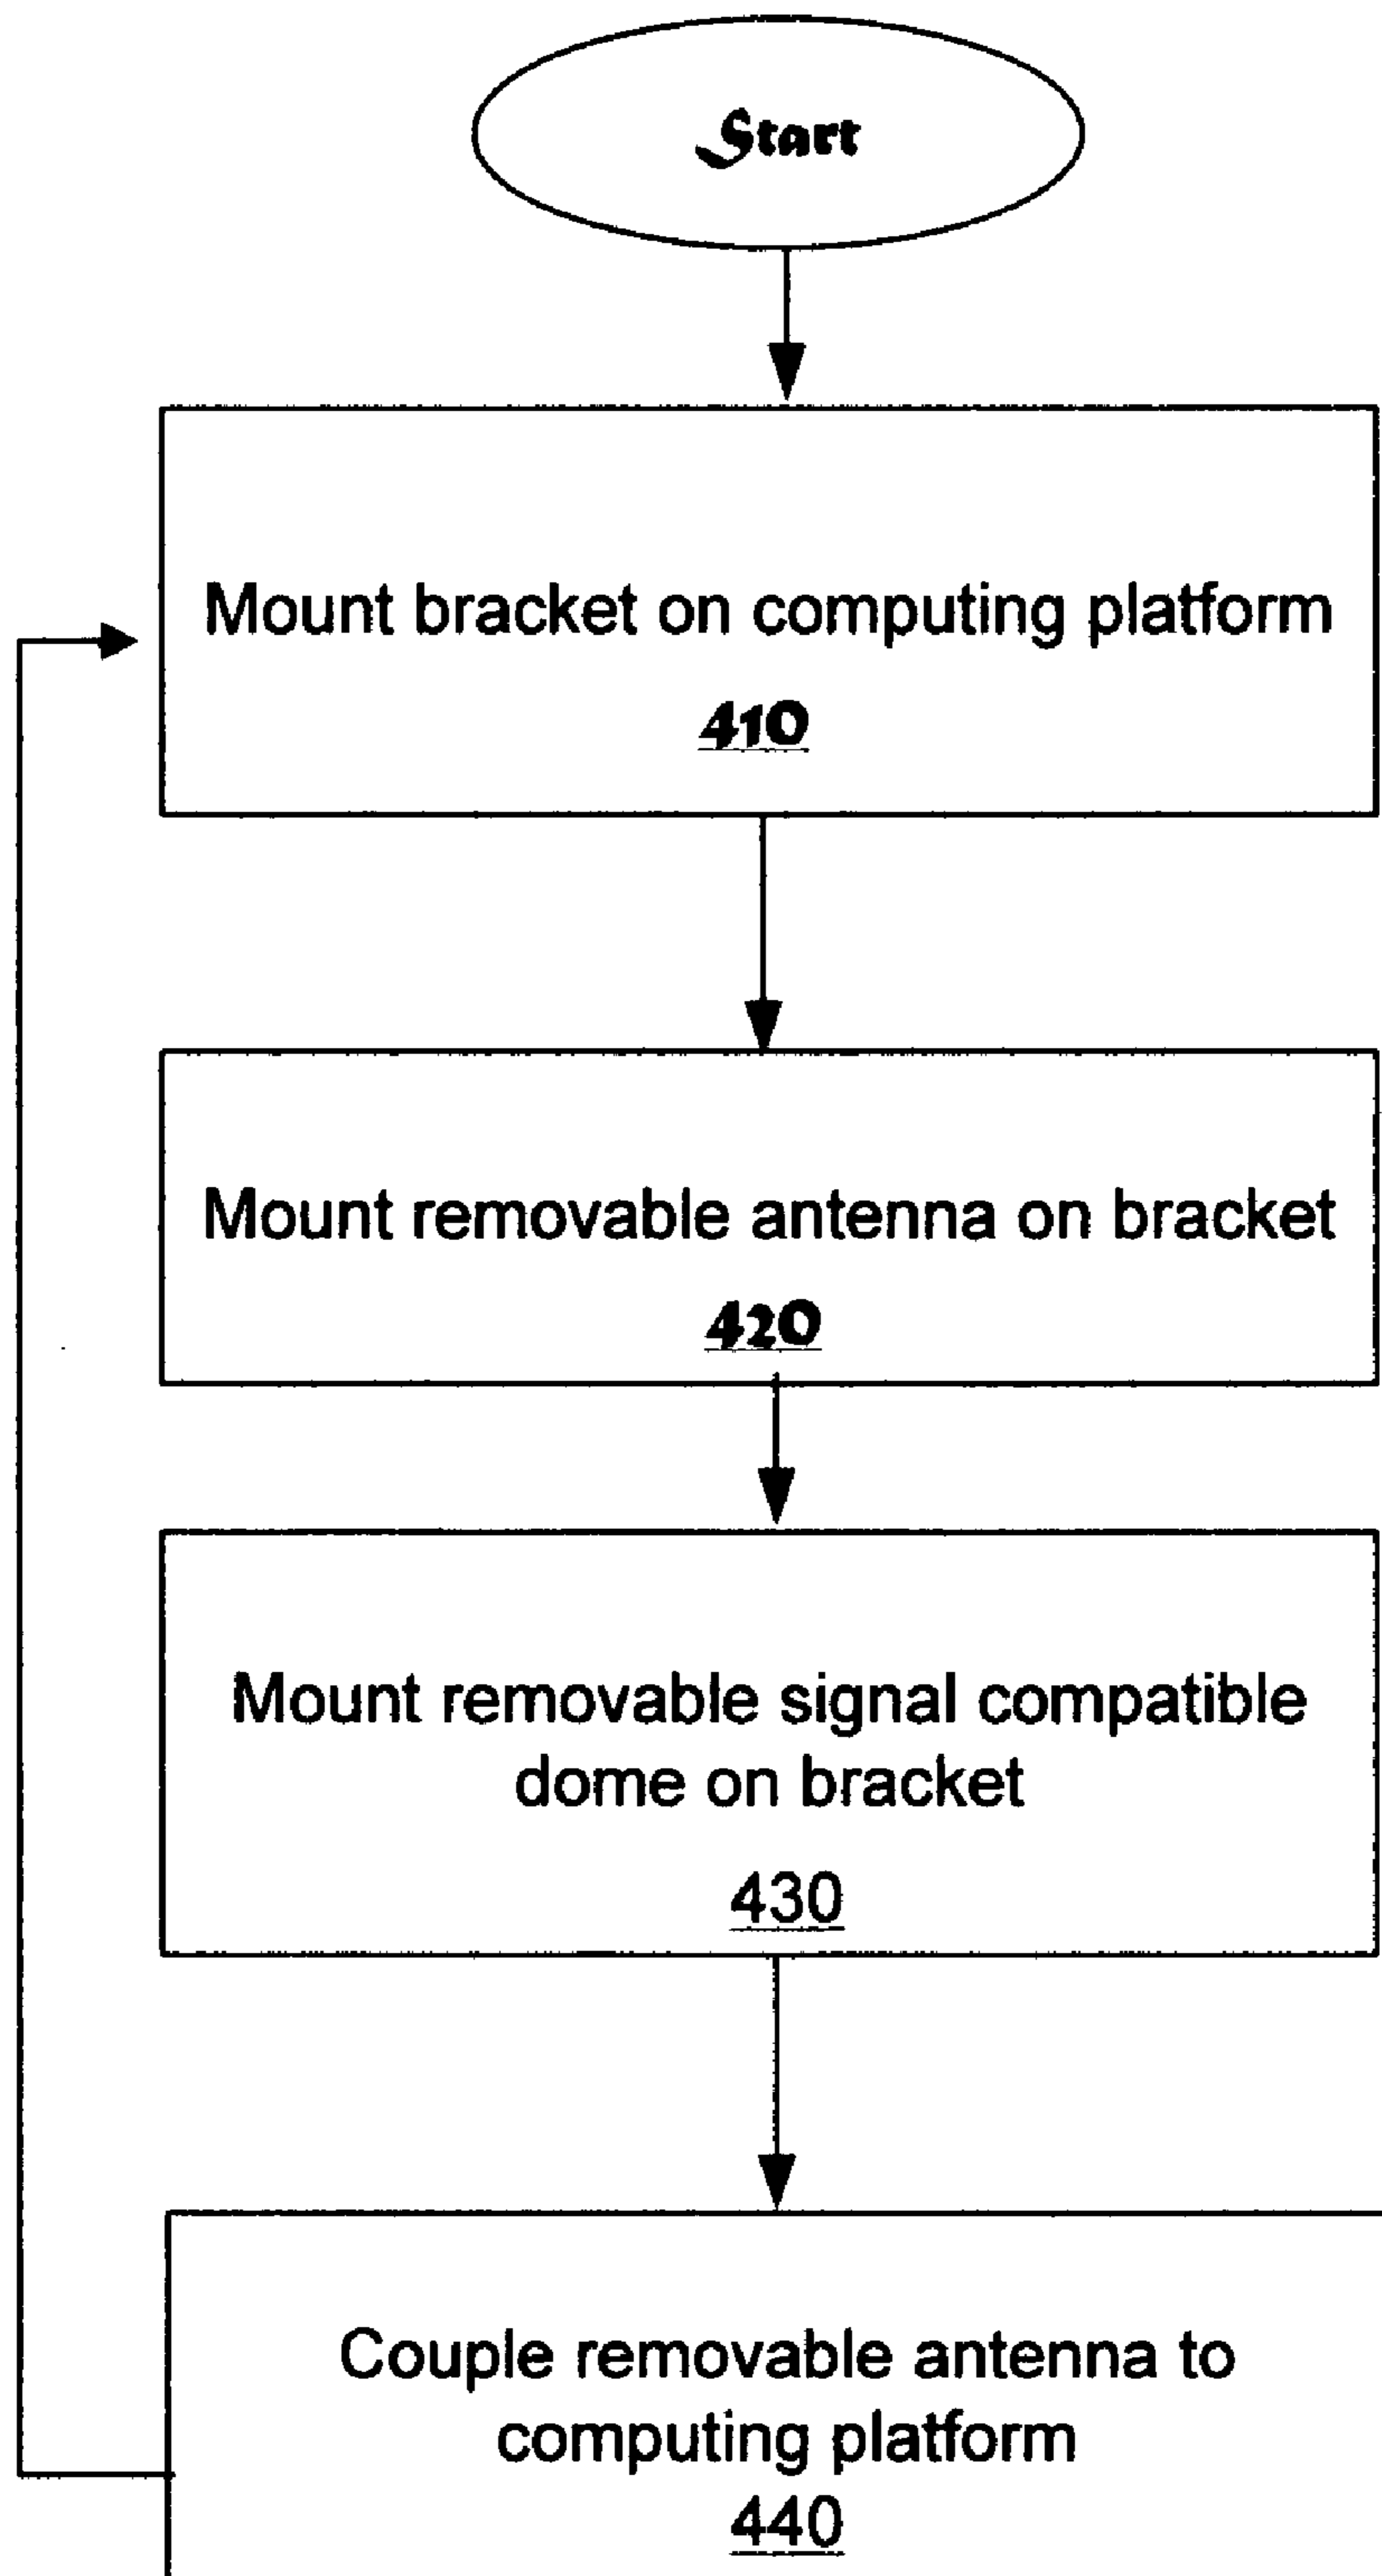 Start
Mount bracket on computing platform
410
Mount removable antenna on bracket
420
Mount removable signal compatible
dome on bracket
430
Couple removable antenna to
computing platform
440